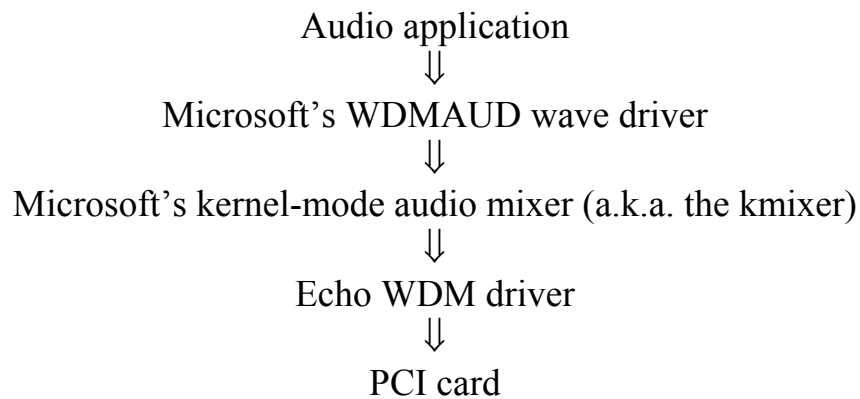 Audio application
⇓
Microsoft’s WDMAUD wave driver
⇓
Microsoft’s kernel-mode audio mixer (a.k.a. the kmixer)
⇓
Echo WDM driver
⇓
PCI card